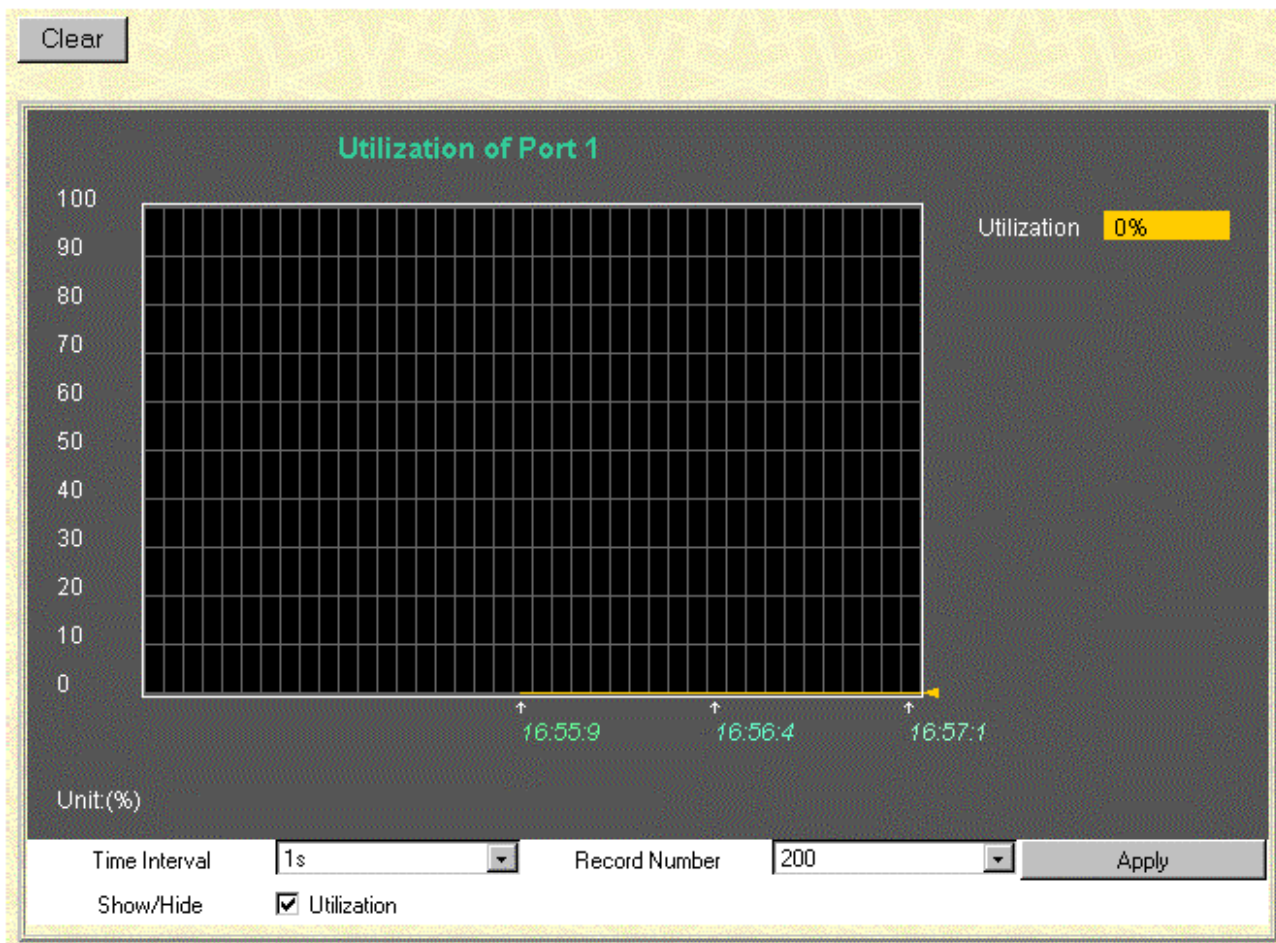 Clear
Utilization of Port 1
100
90
80
70
60
50
40
30
20
10
0
Utilization 0%
16:55:9 16:56:4 16:57:1
Unit:(%)
Time Interval 1s Record Number 200 Apply
Show/Hide Utilization